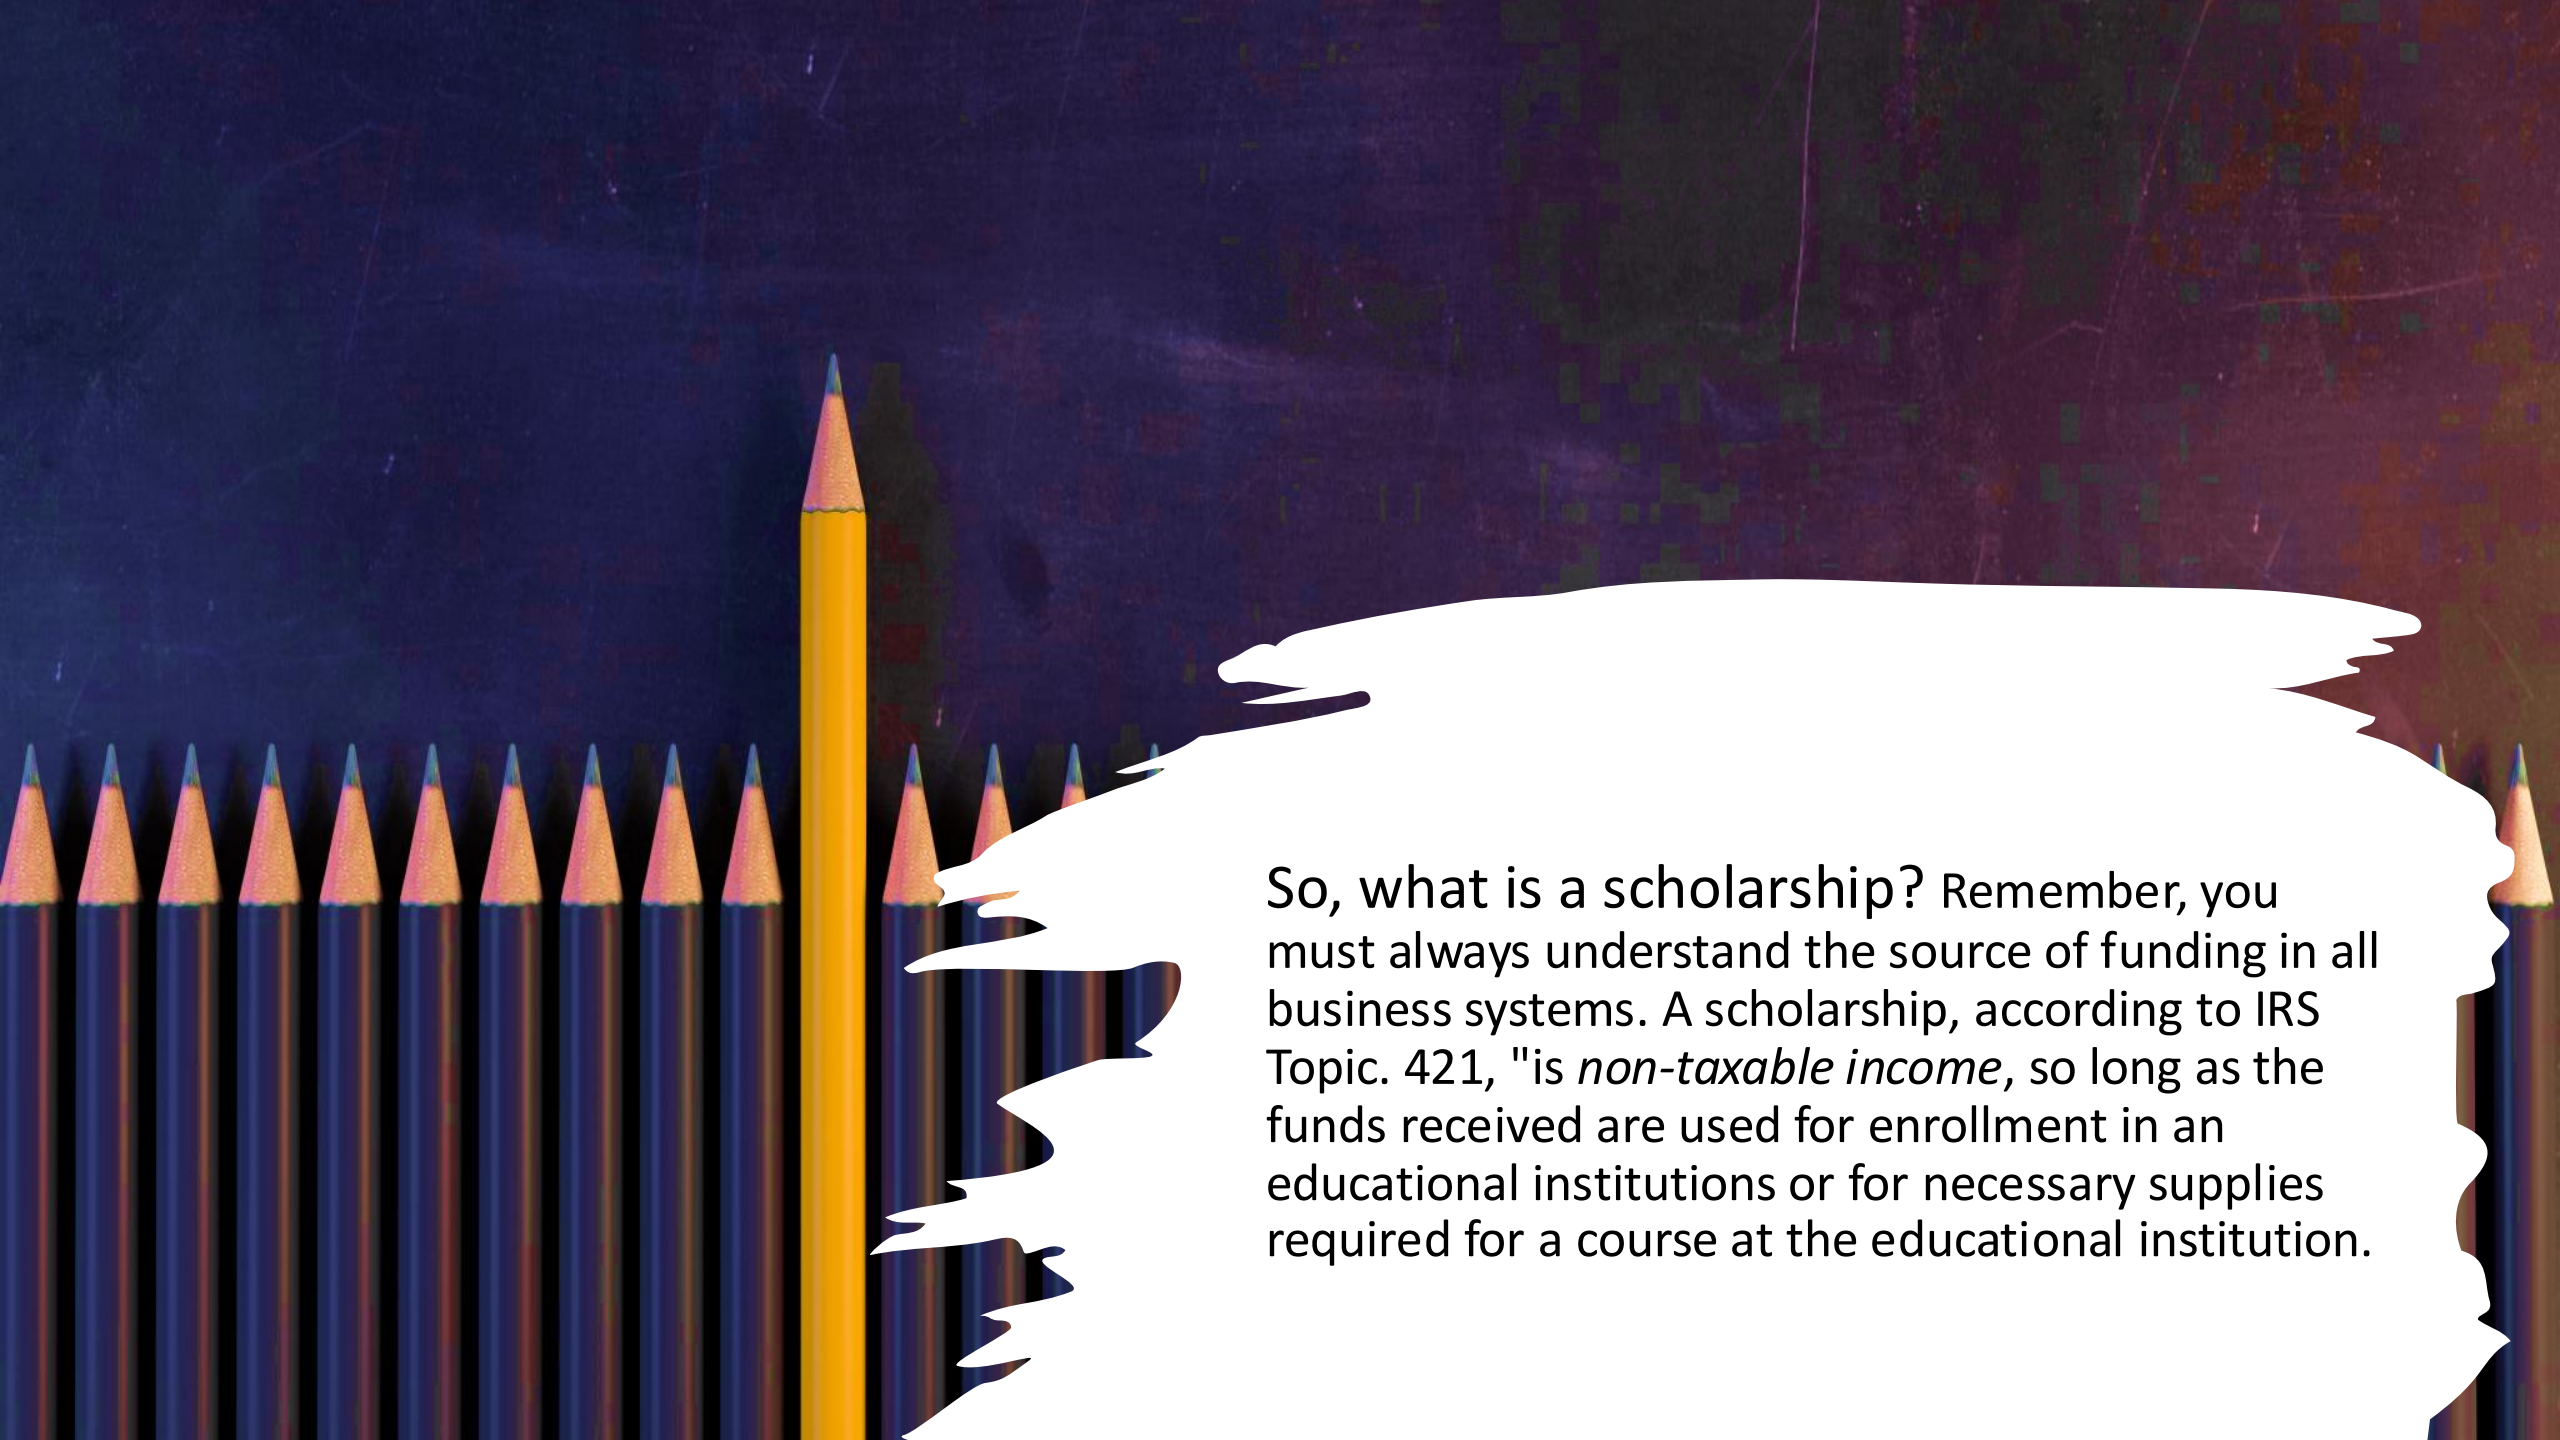 So, what is a scholarship? Remember, you
must always understand the source of funding in all
business systems. A scholarship, according to IRS
Topic. 421, "is non-taxable income, so long as the
funds received are used for enrollment in an
educational institutions or for necessary supplies
required for a course at the educational institution.